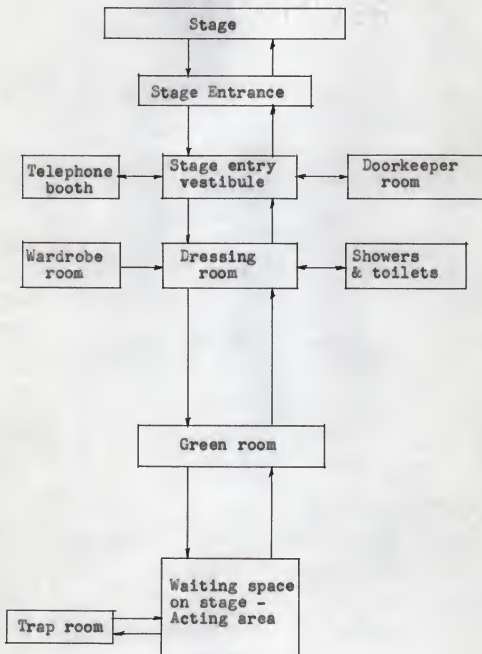 Stage
Stage Entrance
Telephone
booth
Stage entry
vestibule
Doorkeeper
room
Wardrobe
room
Dressing
room
Showers
& toilets
Green room
Waiting space
on stage -
Acting area
Trap room